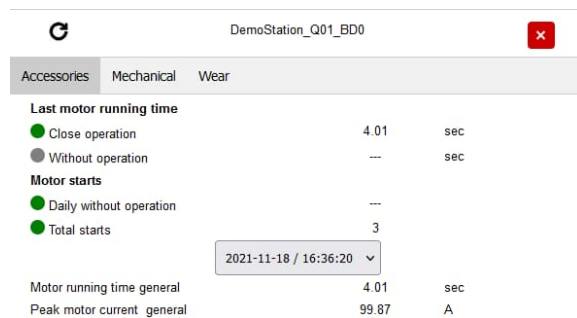 DemoStation_Q01_BD0
Accessories Mechanical Wear
Last motor running time
Close operation 4.01 sec
Without operation --- sec
Motor starts
Daily without operation ---
Total starts 3
2021-11-18 / 16:36:20
Motor running time general 4.01 sec
Peak motor current general 99.87 A